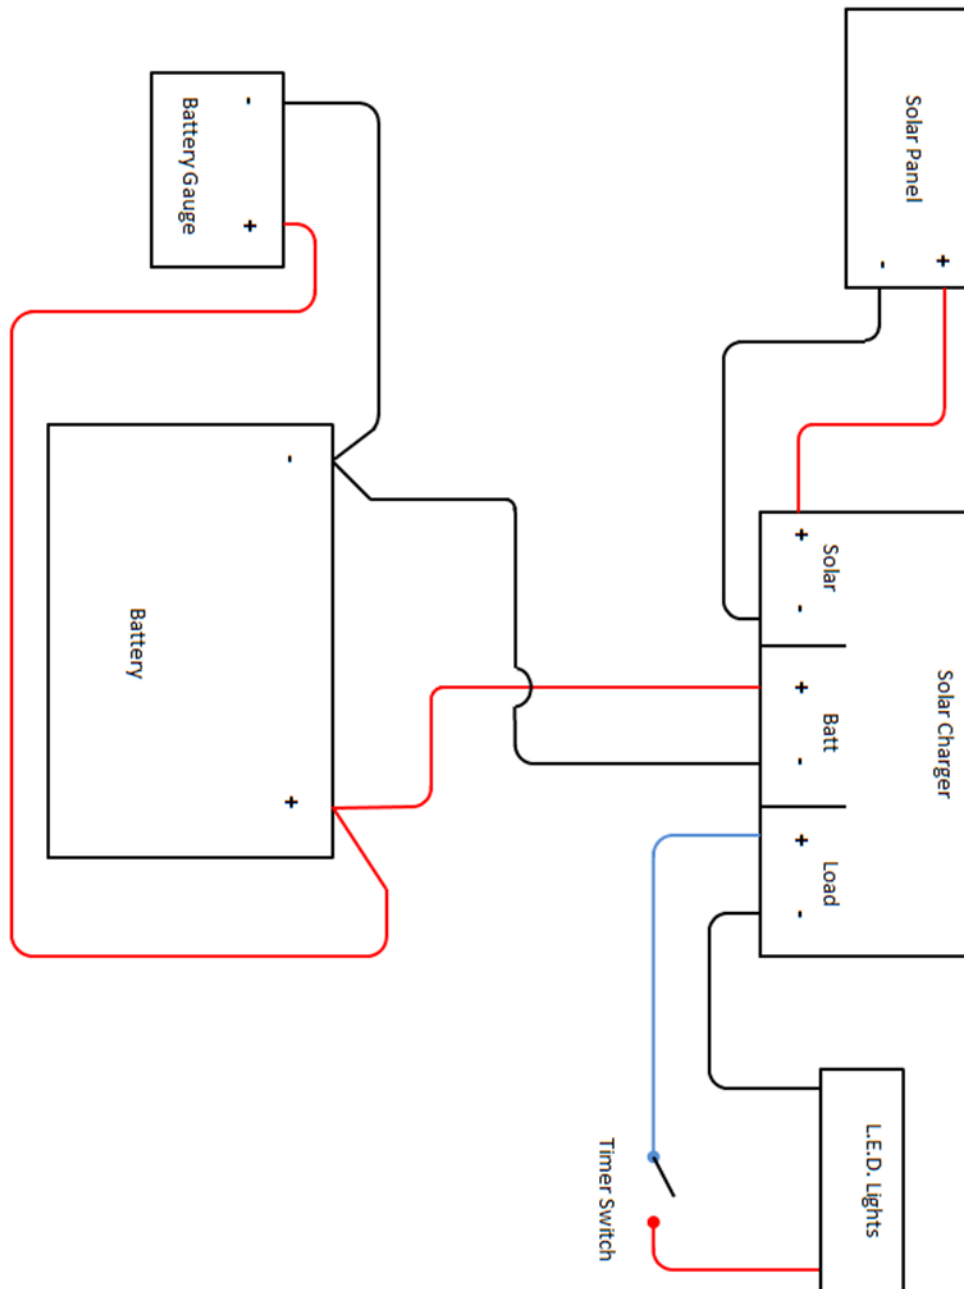 Solar Panel
-
+
Solar Charger
Solar
+
-
Batt
+
-
Load
+
-
L.E.D. Lights
Timer Switch
Battery Gauge
-
+
Battery
-
+